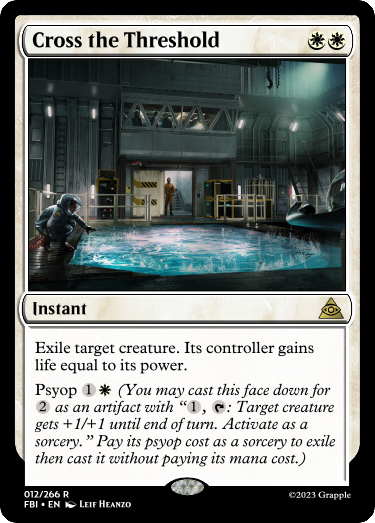 Cross the Threshold
Instant
Exile target creature. Its controller gains
life equal to its power.
Psyop 1 (You may cast this face down for
2 as an artifact with “1, : Target creature
gets +1/+1 until end of turn. Activate as a
sorcery.” Pay its psyop cost as a sorcery to exile
then cast it without paying its mana cost.)
012/266 R
FBI • EN Leif Heanzo
©2023 Grapple